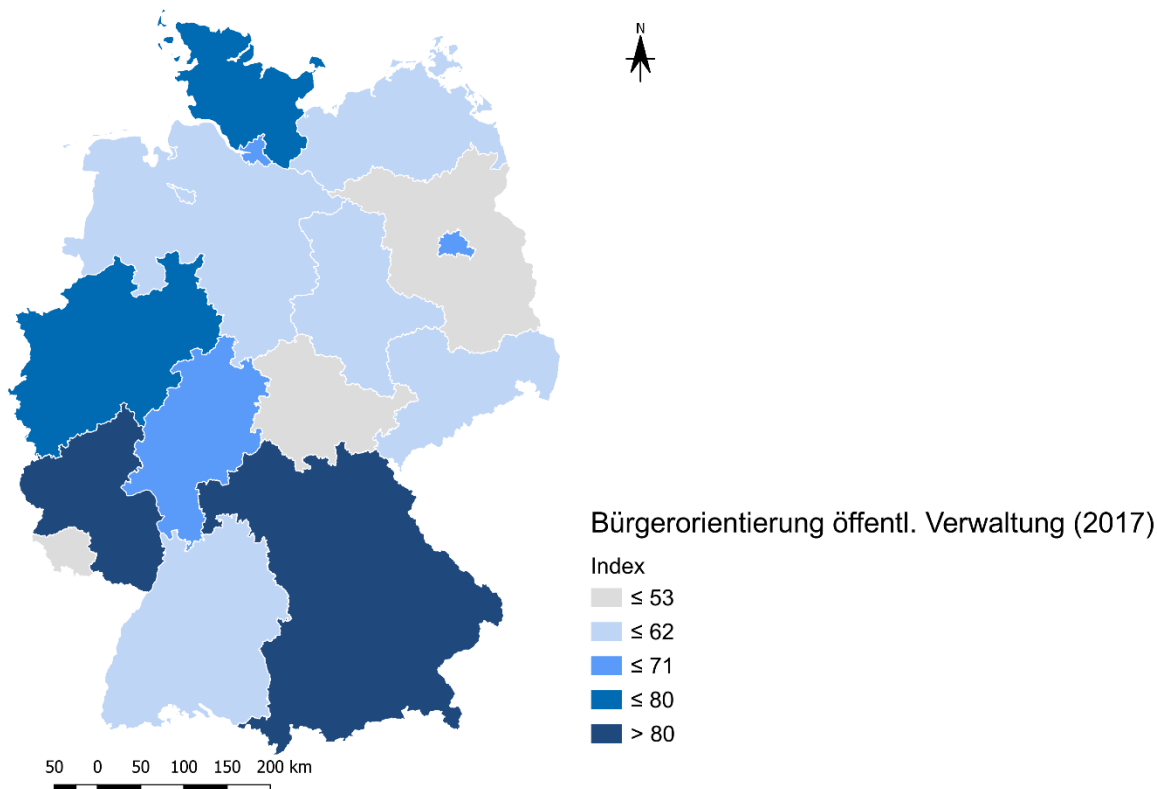 N
Bürgerorientierung öffentl. Verwaltung (2017)
Index
≤ 53
≤ 62
≤ 71
≤ 80
> 80
50 0 50 100 150 200 km